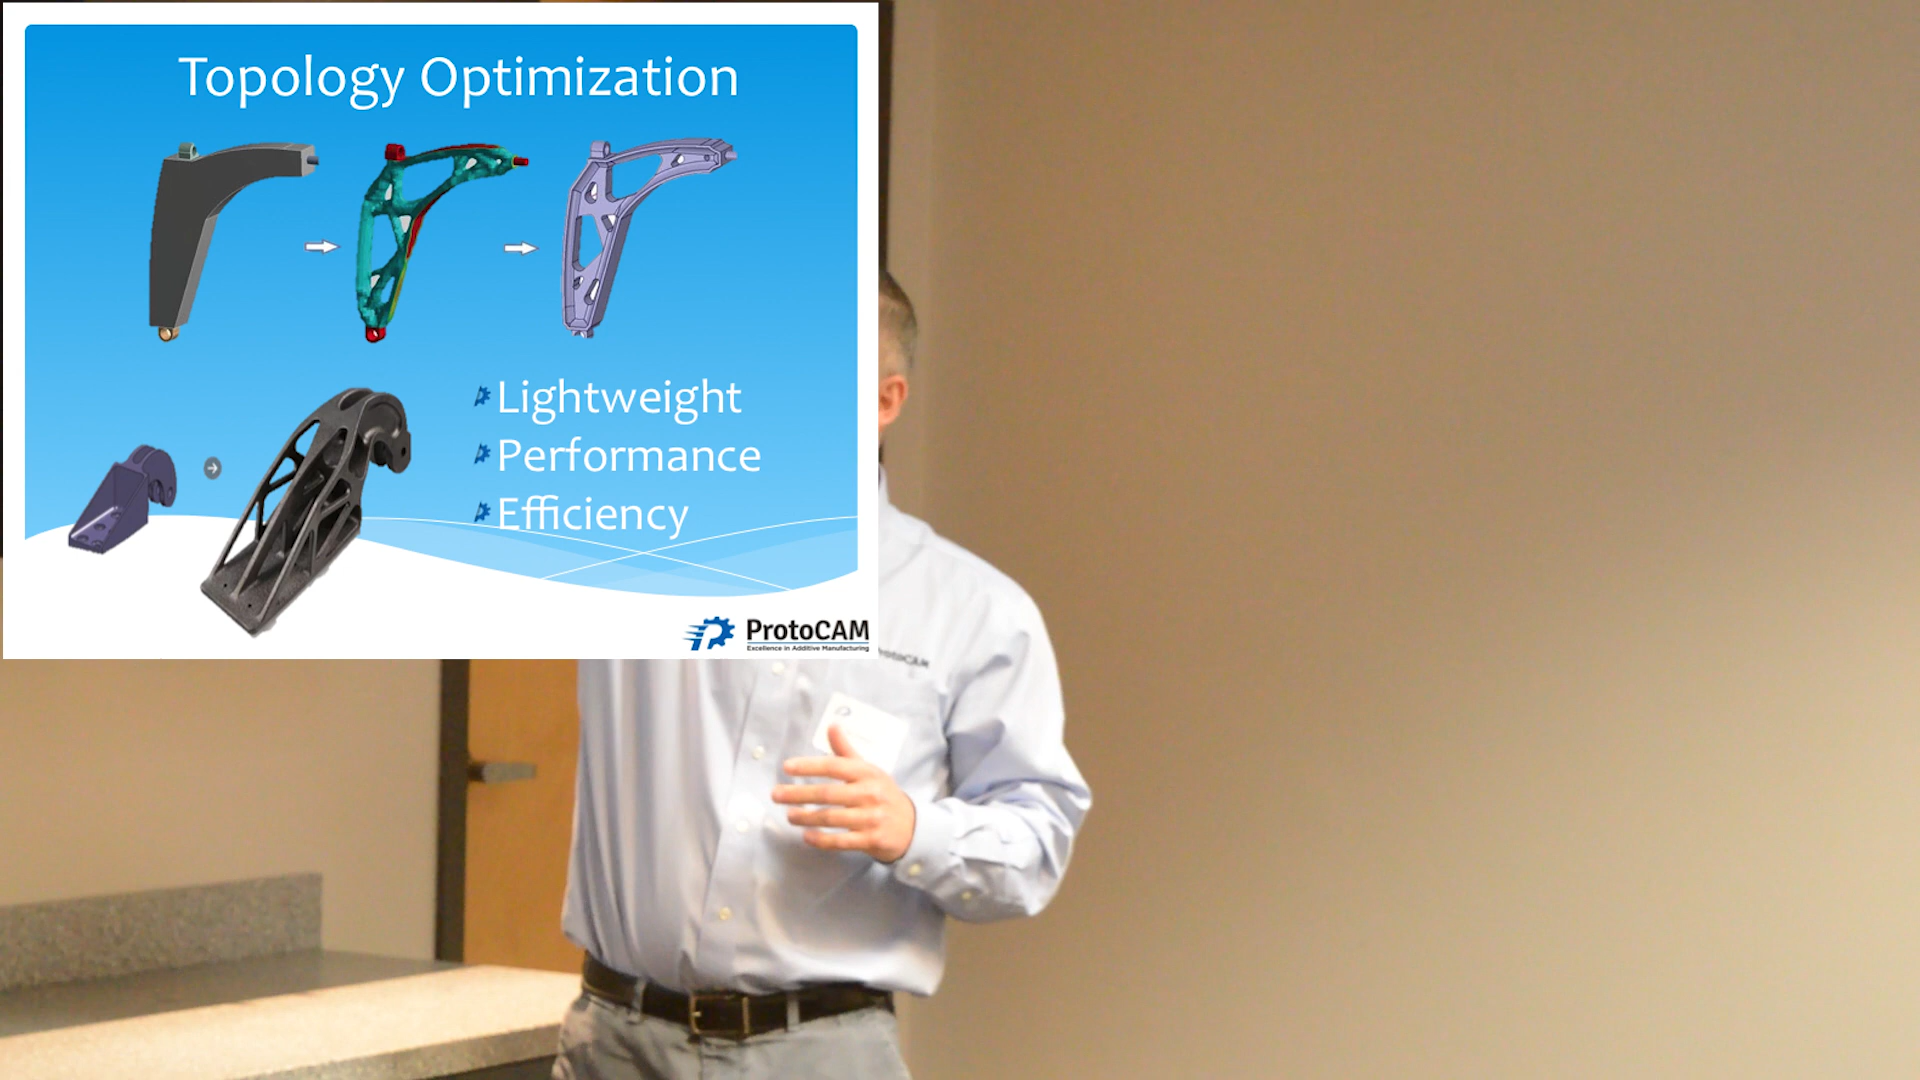 Topology Optimization
Lightweight
Performance
Efficiency
ProtoCAM
Excellence in Additive Manufacturing